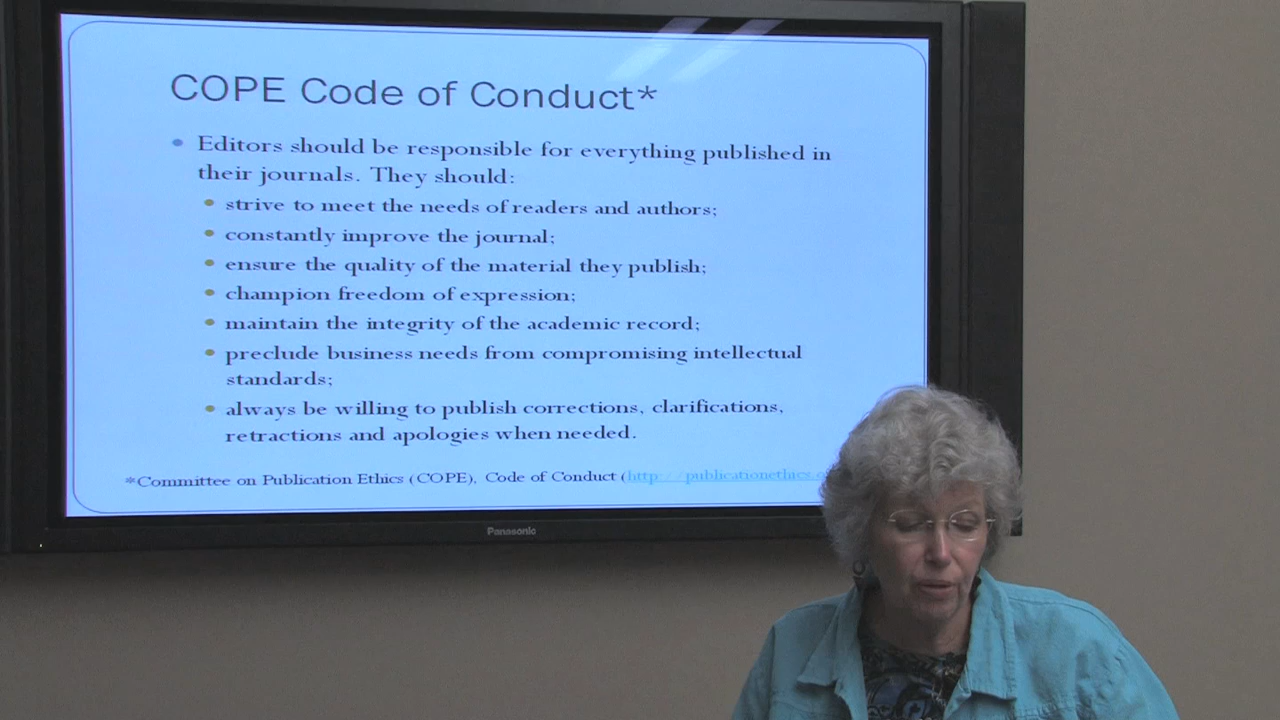 COPE Code of Conduct*
• Editors should be responsible for everything published in
their journals. They should:
• strive to meet the needs of readers and authors;
• constantly improve the journal;
• ensure the quality of the material they publish;
• champion freedom of expression;
• maintain the integrity of the academic record;
• preclude business needs from compromising intellectual
standards;
• always be willing to publish corrections, clarifications,
retractions and apologies when needed.
*Committee on Publication Ethics (COPE), Code of Conduct (http://publicationethics.o
Panasonic